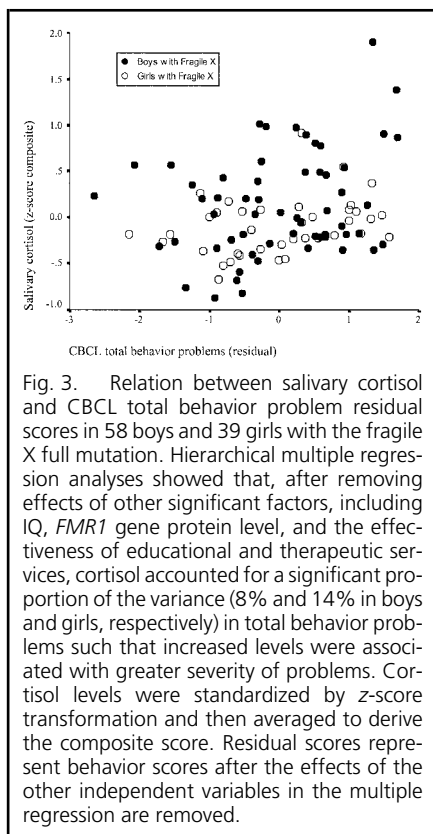 2.0
Boys with Fragile X
Girls with Fragile X
1.5
1.0
.5
0.0
-.5
-1.0
Salivary cortisol (z-score composite)
-3 -2 -1 0 1 2
CBCL total behavior problems (residual)
Fig. 3. Relation between salivary cortisol
and CBCL total behavior problem residual
scores in 58 boys and 39 girls with the fragile
X full mutation. Hierarchical multiple regres-
sion analyses showed that, after removing
effects of other significant factors, including
IQ, FMR1 gene protein level, and the effec-
tiveness of educational and therapeutic ser-
vices, cortisol accounted for a significant pro-
portion of the variance (8% and 14% in boys
and girls, respectively) in total behavior prob-
lems such that increased levels were associ-
ated with greater severity of problems. Cor-
tisol levels were standardized by z-score
transformation and then averaged to derive
the composite score. Residual scores repre-
sent behavior scores after the effects of the
other independent variables in the multiple
regression are removed.